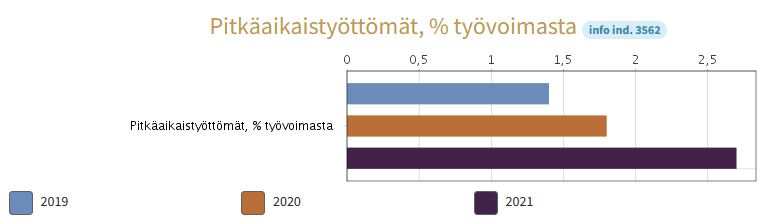 Pitkäaikaistyöttömät, % työvoimasta info ind. 3562
0 0,5 1 1,5 2 2,5
Pitkäaikaistyöttömät, % työvoimasta
2019 2020 2021